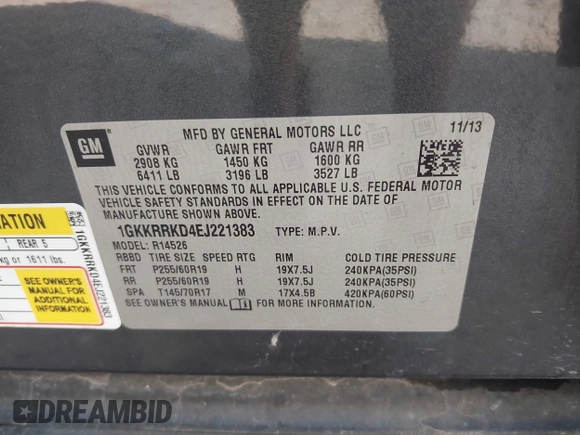 GM
MFD BY GENERAL MOTORS LLC 11/13
GVWR GAWR FRT GAWR RR
2908 KG 1450 KG 1600 KG
6411 LB 3196 LB 3527 LB
THIS VEHICLE CONFORMS TO ALL APPLICABLE U.S. FEDERAL MOTOR
VEHICLE SAFETY STANDARDS IN EFFECT ON THE DATE OF
MANUFACTURE SHOWN ABOVE.
1GKKRRKD4EJ221383 TYPE: M.P.V.
MODEL: R14526
TIRE SIZE SPEED RTG RIM COLD TIRE PRESSURE
FRT P255/60R19 H 19X7.5J 240KPA(35PSI)
RR P255/60R19 H 19X7.5J 240KPA(35PSI)
SPA T145/70R17 M 17X4.5B 420KPA(60PSI)
SEE OWNER'S MANUAL FOR MORE INFORMATION
ATION
REAR 5
kg or 1611 lbs.
SEE OWNER'S
MANUAL FOR
ADDITIONAL
INFORMATION
1GKKRRKD4EJ221383
DREAMBID